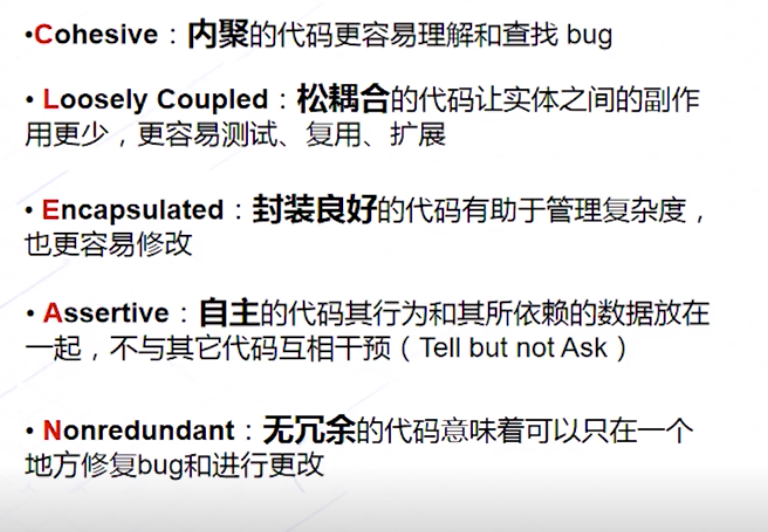 •Cohesive：内聚的代码更容易理解和查找 bug
• Loosely Coupled：松耦合的代码让实体之间的副作
用更少，更容易测试、复用、扩展
• Encapsulated：封装良好的代码有助于管理复杂度，
也更容易修改
• Assertive：自主的代码其行为和其所依赖的数据放在
一起，不与其它代码互相干预（Tell but not Ask）
• Nonredundant：无冗余的代码意味着可以只在一个
地方修复bug和进行更改